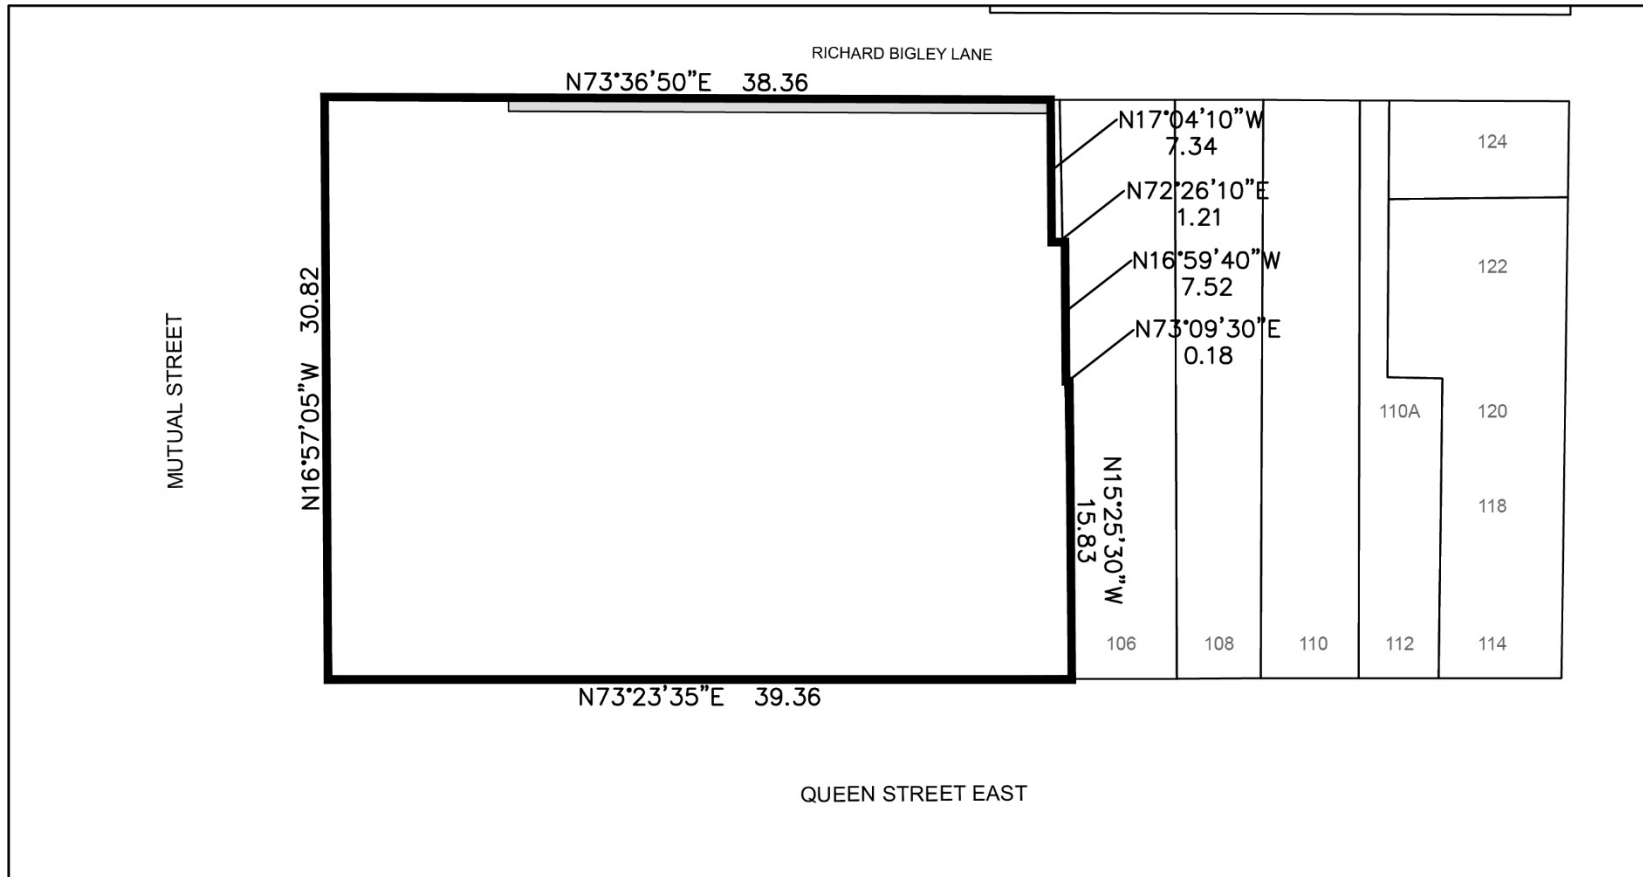 RICHARD BIGLEY LANE
N73°36'50"E 38.36
N17°04'10"W
7.34
124
N72°26'10"E
1.21
N16°59'40"W
7.52
122
N73°09'30"E
0.18
MUTUAL STREET
N16°57'05"W 30.82
110A
120
N15°25'30"W
15.83
118
106
108
110
112
114
N73°23'35"E 39.36
QUEEN STREET EAST